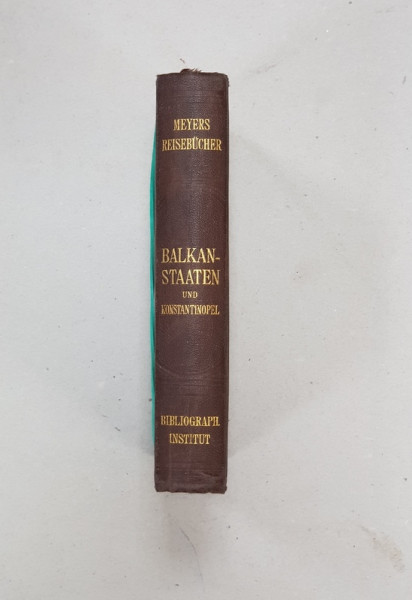 MEYERS
REISEBÜCHER
BALKAN-
STAATEN
UND
KONSTANTINOPEL
BIBLIOGRAPH.
INSTITUT